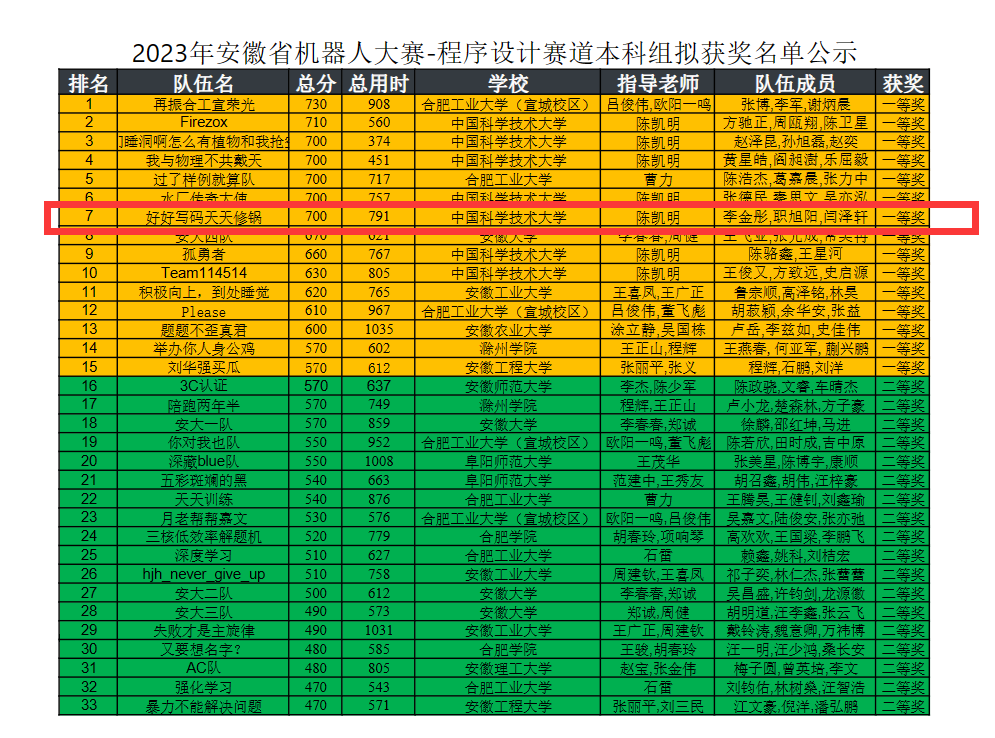 2023年安徽省机器人大赛-程序设计赛道本科组拟获奖名单公示
排名 队伍名 总分 总用时 学校 指导老师 队伍成员 获奖
1 再振合工宣荣光 730 908 合肥工业大学（宣城校区） 吕俊伟,欧阳一鸣 张博,李军,谢炳晨 一等奖
2 Firezox 710 560 中国科学技术大学 陈凯明 方驰正,周瓯翔,陈卫星 一等奖
3 睡洞啊怎么有植物和我抢 700 374 中国科学技术大学 陈凯明 赵泽昆,孙旭磊,赵奕 一等奖
4 我与物理不共戴天 700 451 中国科学技术大学 陈凯明 黄星皓,阎昶澍,乐屈毅 一等奖
5 过了样例就算队 700 717 合肥工业大学 曹力 陈浩杰,葛嘉晨,张力中 一等奖
6 水厂传奇大使 700 757 中国科学技术大学 陈凯明 一等奖
7 好好写码天天修锅 700 791 中国科学技术大学 陈凯明 李金彤,职旭阳,闫泽轩 一等奖
8 安大四队 670 621 安徽大学 李春春,周健 一等奖
9 孤勇者 660 767 中国科学技术大学 陈凯明 陈骆鑫,王星河 一等奖
10 Team114514 630 805 中国科学技术大学 陈凯明 王俊又,方致远,史启源 一等奖
11 积极向上，到处睡觉 620 765 安徽工业大学 王喜凤,王广正 鲁宗顺,高泽铭,林昊 一等奖
12 Please 610 967 合肥工业大学（宣城校区） 吕俊伟,董飞彪 胡菽颖,余华安,张益 一等奖
13 题题不歪真君 600 1035 安徽农业大学 涂立静,吴国栋 卢岳,李兹如,史佳伟 一等奖
14 举办你人身公鸡 570 602 滁州学院 王正山,程辉 王燕春,何亚军,蒯兴鹏 一等奖
15 刘华强买瓜 570 612 安徽工程大学 张丽平,张义 程辉,石鹏,刘洋 一等奖
16 3C认证 570 637 安徽师范大学 李杰,陈少军 陈政骁,文睿,车晴杰 二等奖
17 陪跑两年半 570 749 滁州学院 程辉,王正山 卢小龙,楚森林,方子豪 二等奖
18 安大一队 570 859 安徽大学 李春春,郑诚 徐麟,邵红坤,马进 二等奖
19 你对我也队 550 952 合肥工业大学（宣城校区） 欧阳一鸣,董飞彪 陈若欣,田时成,吉中原 二等奖
20 深藏blue队 550 1008 阜阳师范大学 王茂华 张美星,陈博宇,康顺 二等奖
21 五彩斑斓的黑 540 663 阜阳师范大学 范建中,王秀友 胡召鑫,胡伟,汪梓豪 二等奖
22 天天训练 540 876 合肥工业大学 曹力 王腾昊,王健钊,刘鑫瑜 二等奖
23 月老帮帮嘉文 530 576 合肥工业大学（宣城校区） 欧阳一鸣,吕俊伟 吴嘉文,陆俊安,张亦弛 二等奖
24 三核低效率解题机 520 779 合肥学院 胡春玲,项响琴 高欢欢,王国梁,李鹏飞 二等奖
25 深度学习 510 627 合肥工业大学 石雷 赖鑫,姚科,刘桔宏 二等奖
26 hjh_never_give_up 510 758 安徽工业大学 周建钦,王喜凤 祁子奕,林仁杰,张蕾蕾 二等奖
27 安大二队 500 612 安徽大学 李春春,郑诚 吴昌盛,许钧剑,龙源徽 二等奖
28 安大三队 490 573 安徽大学 郑诚,周健 胡明道,汪李鑫,张云飞 二等奖
29 失败才是主旋律 490 1031 安徽工业大学 王广正,周建钦 戴铃涛,魏意卿,万祎博 二等奖
30 又要想名字？ 480 585 合肥学院 王骏,胡春玲 汪一明,汪少鸿,桑长安 二等奖
31 AC队 480 805 安徽理工大学 赵宝,张金伟 梅子圆,曾英培,李文 二等奖
32 强化学习 470 543 合肥工业大学 石雷 刘钧佑,林树燊,汪智浩 二等奖
33 暴力不能解决问题 470 571 安徽工程大学 张丽平,刘三民 江文豪,倪洋,潘弘鹏 二等奖